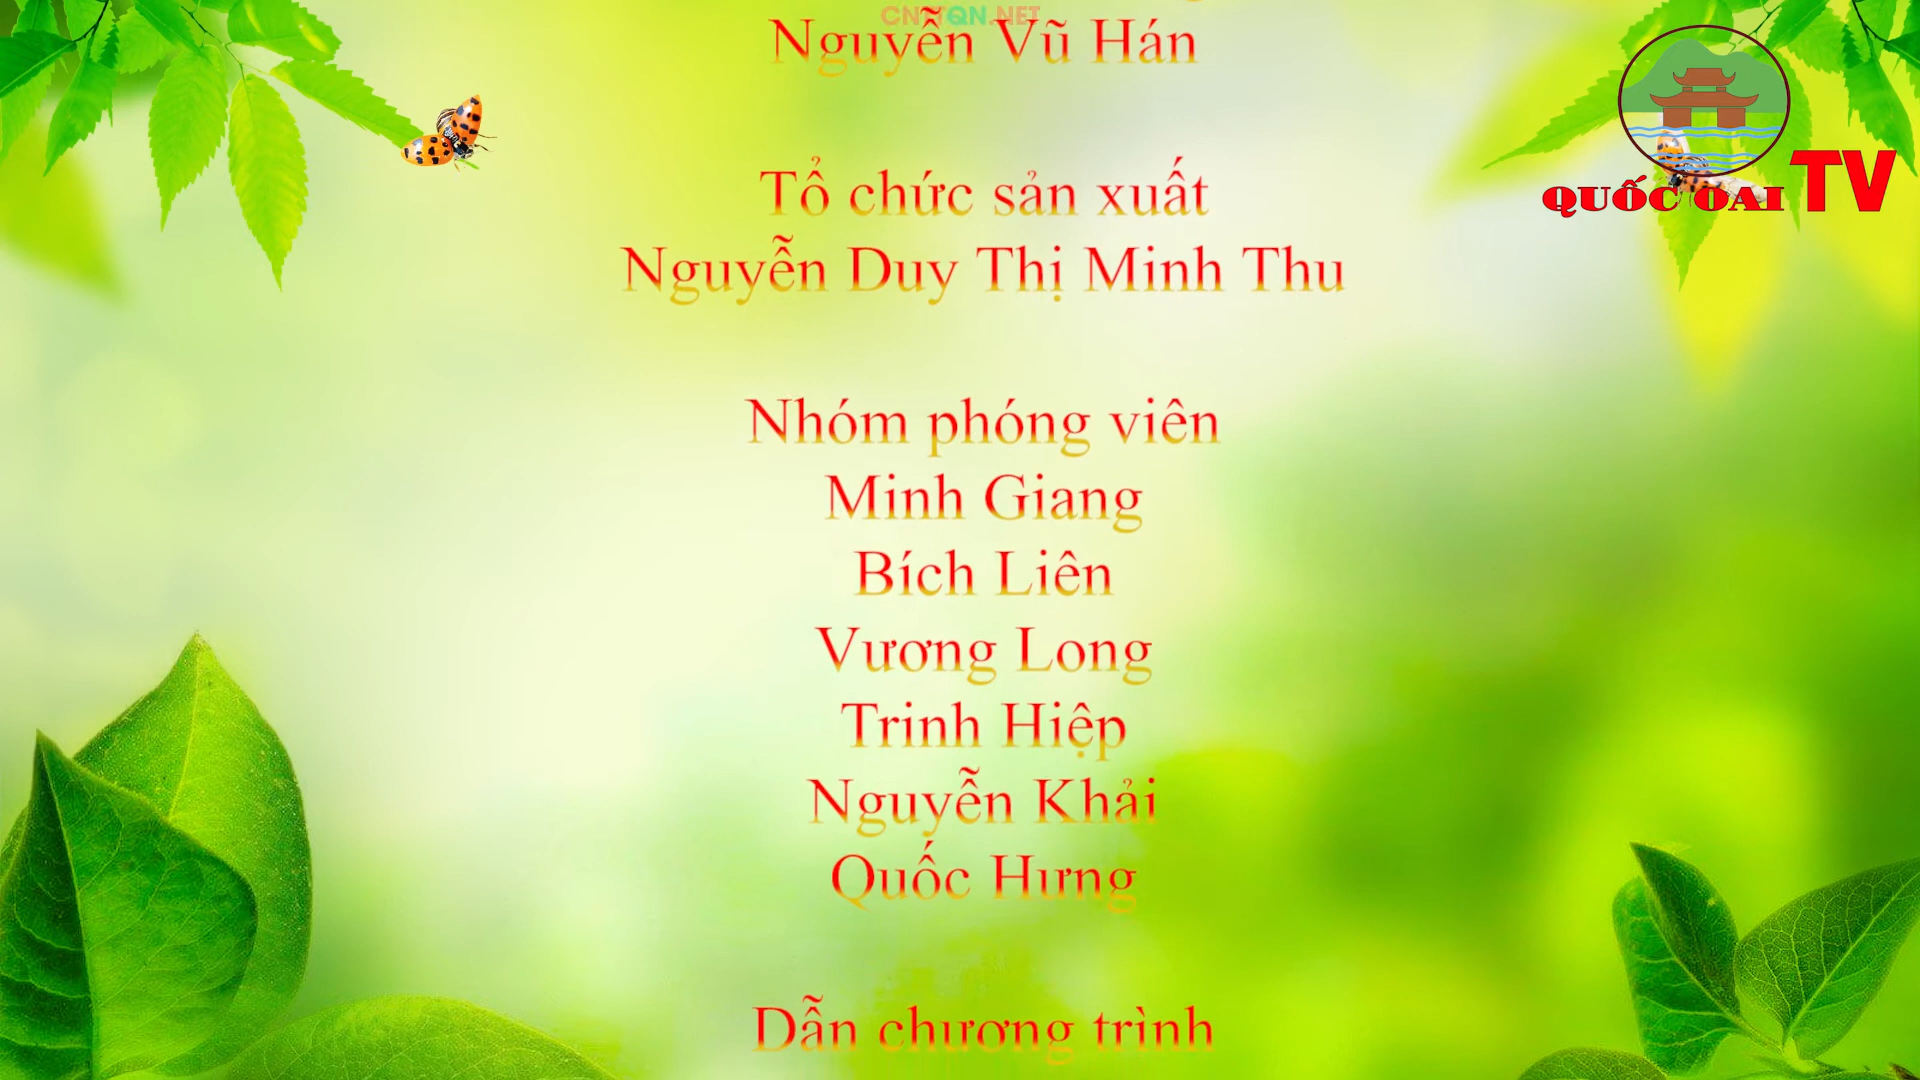 CNTTQN.NET
Nguyễn Vũ Hán
QUỐC OAI TV
Tổ chức sản xuất
Nguyễn Duy Thị Minh Thu
Nhóm phóng viên
Minh Giang
Bích Liên
Vương Long
Trinh Hiệp
Nguyễn Khải
Quốc Hưng
Dẫn chương trình